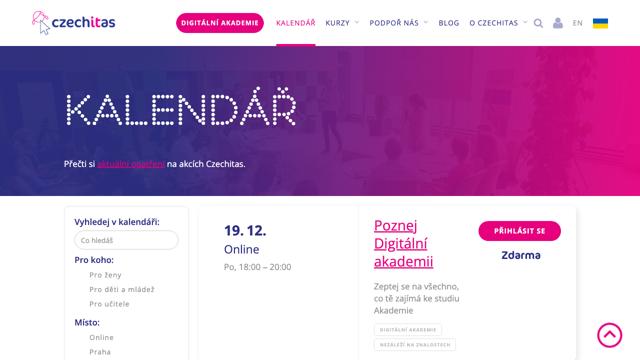 czechitas
DIGITÁLNÍ AKADEMIE
KALENDÁŘ
KURZY
PODPOŘ NÁS
BLOG
O CZECHITAS
EN
KALENDÁŘ
Přečti si aktuální opatření na akcích Czechitas.
Vyhledej v kalendáři:
Co hledáš
Pro koho:
Pro ženy
Pro děti a mládež
Pro učitele
Místo:
Online
Praha
19. 12.
Online
Po, 18:00 – 20:00
Poznej
Digitální
akademii
Zeptej se na všechno,
co tě zajímá ke studiu
Akademie
DIGITÁLNÍ AKADEMIE
NEZÁLEŽÍ NA ZNALOSTECH
PŘIHLÁSIT SE
Zdarma